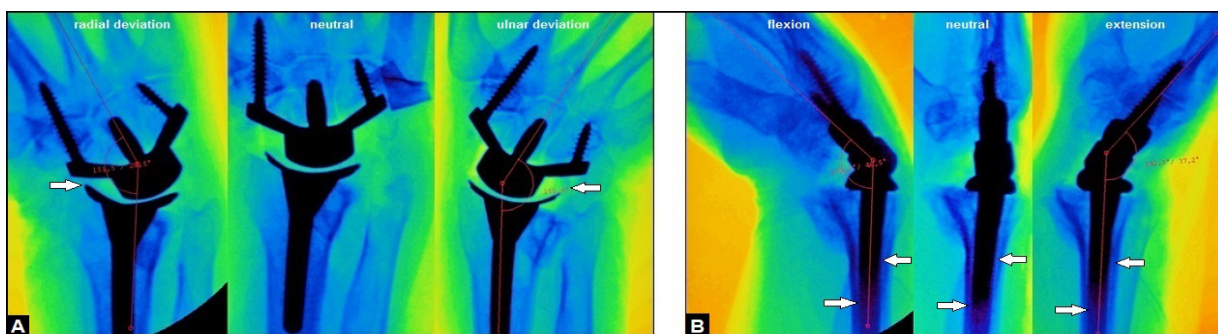 radial deviation
neutral
ulnar deviation
flexion
neutral
extension
A
B